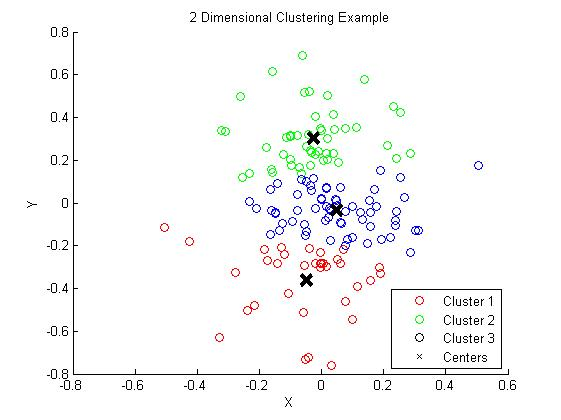 2 Dimensional Clustering Example
0.8
0.6
0.4
0.2
0
-0.2
-0.4
-0.6
-0.8
Y
Cluster 1
Cluster 2
Cluster 3
Centers
-0.8 -0.6 -0.4 -0.2 0 0.2 0.4 0.6
X